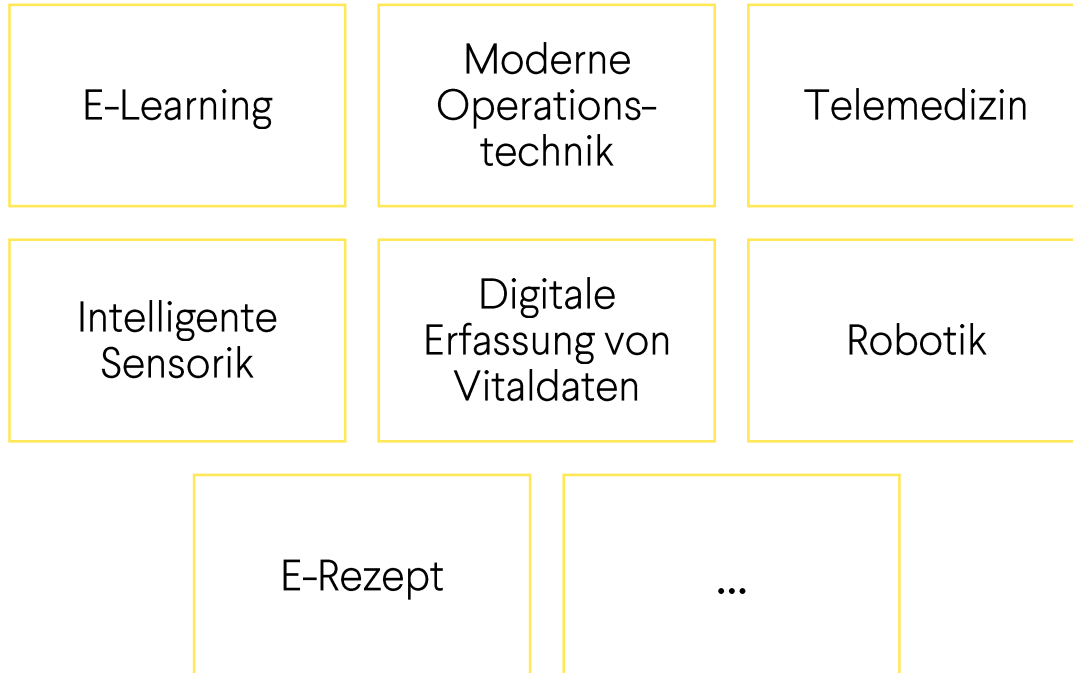 E-Learning
Moderne
Operations-
technik
Telemedizin
Intelligente
Sensorik
Digitale
Erfassung von
Vitaldaten
Robotik
E-Rezept
...